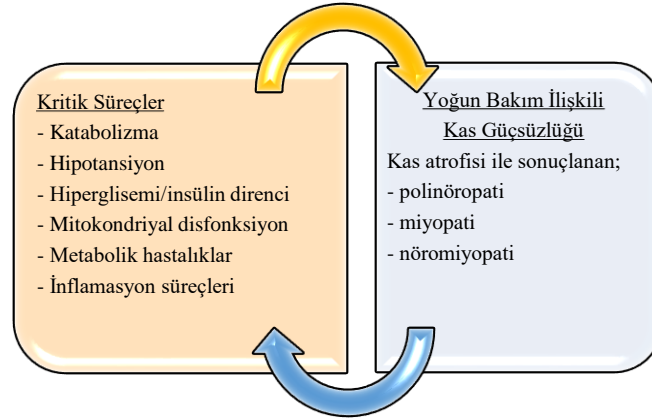 Kritik Süreçler
- Katabolizma
- Hipotansiyon
- Hiperglisemi/insülin direnci
- Mitokondriyal disfonksiyon
- Metabolik hastalıklar
- İnflamasyon süreçleri
Yoğun Bakım İlişkili
Kas Güçsüzlüğü
Kas atrofisi ile sonuçlanan;
- polinöropati
- miyopati
- nöromiyopati